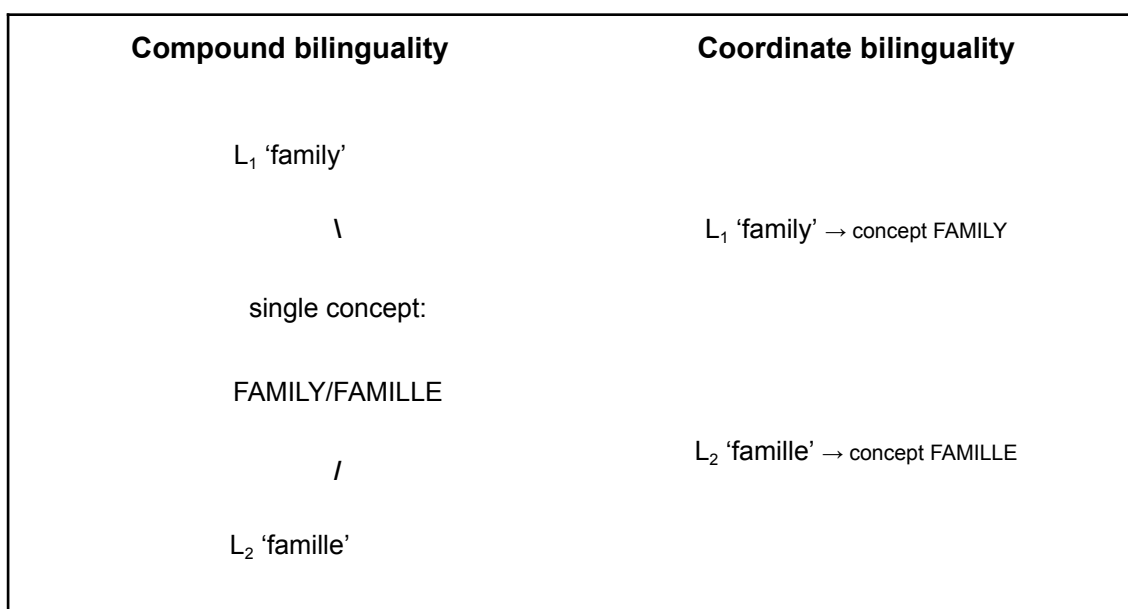 Compound bilinguality
L₁ ‘family’
\
single concept:
FAMILY/FAMILLE
/
L₂ ‘famille’
Coordinate bilinguality
L₁ ‘family’ → concept FAMILY
L₂ ‘famille’ → concept FAMILLE